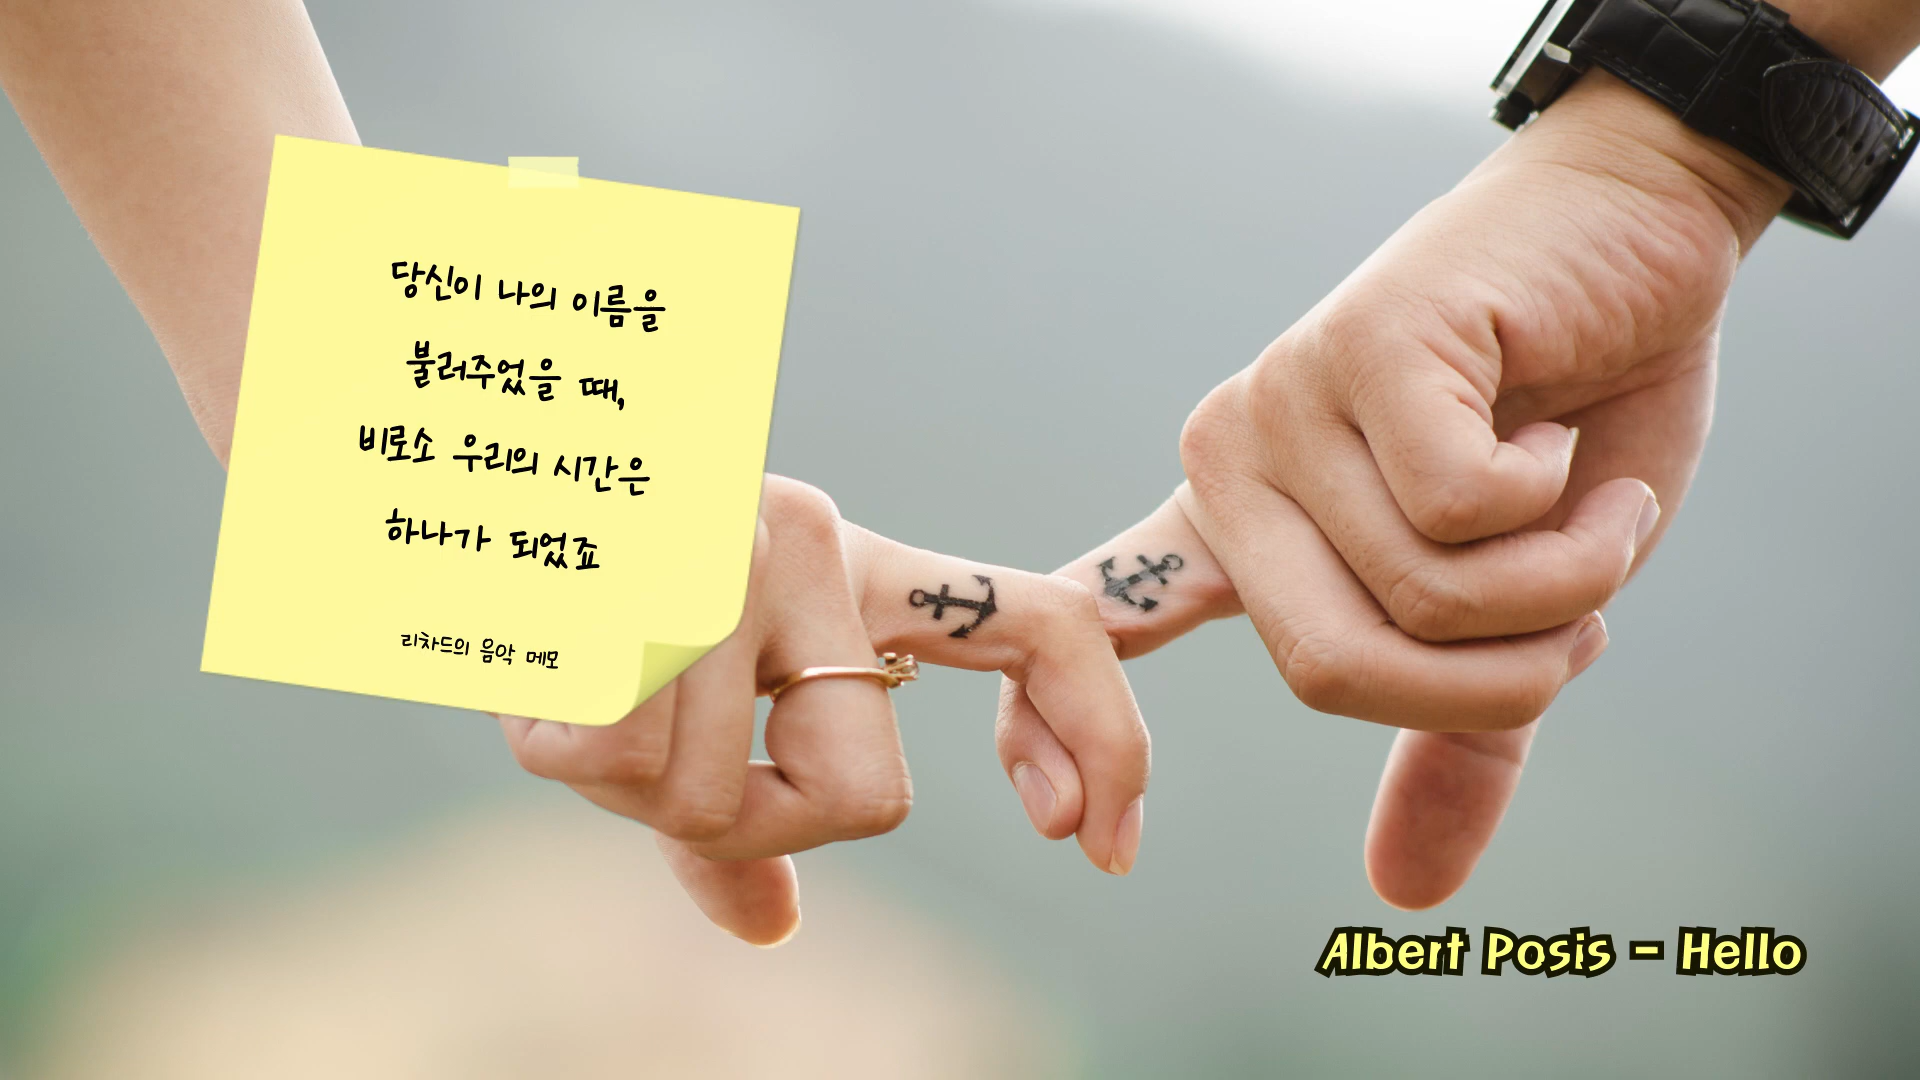 당신이 나의 이름을
불러주었을 때,
비로소 우리의 시간은
하나가 되었죠
리차드의 음악 메모
Albert Posis - Hello